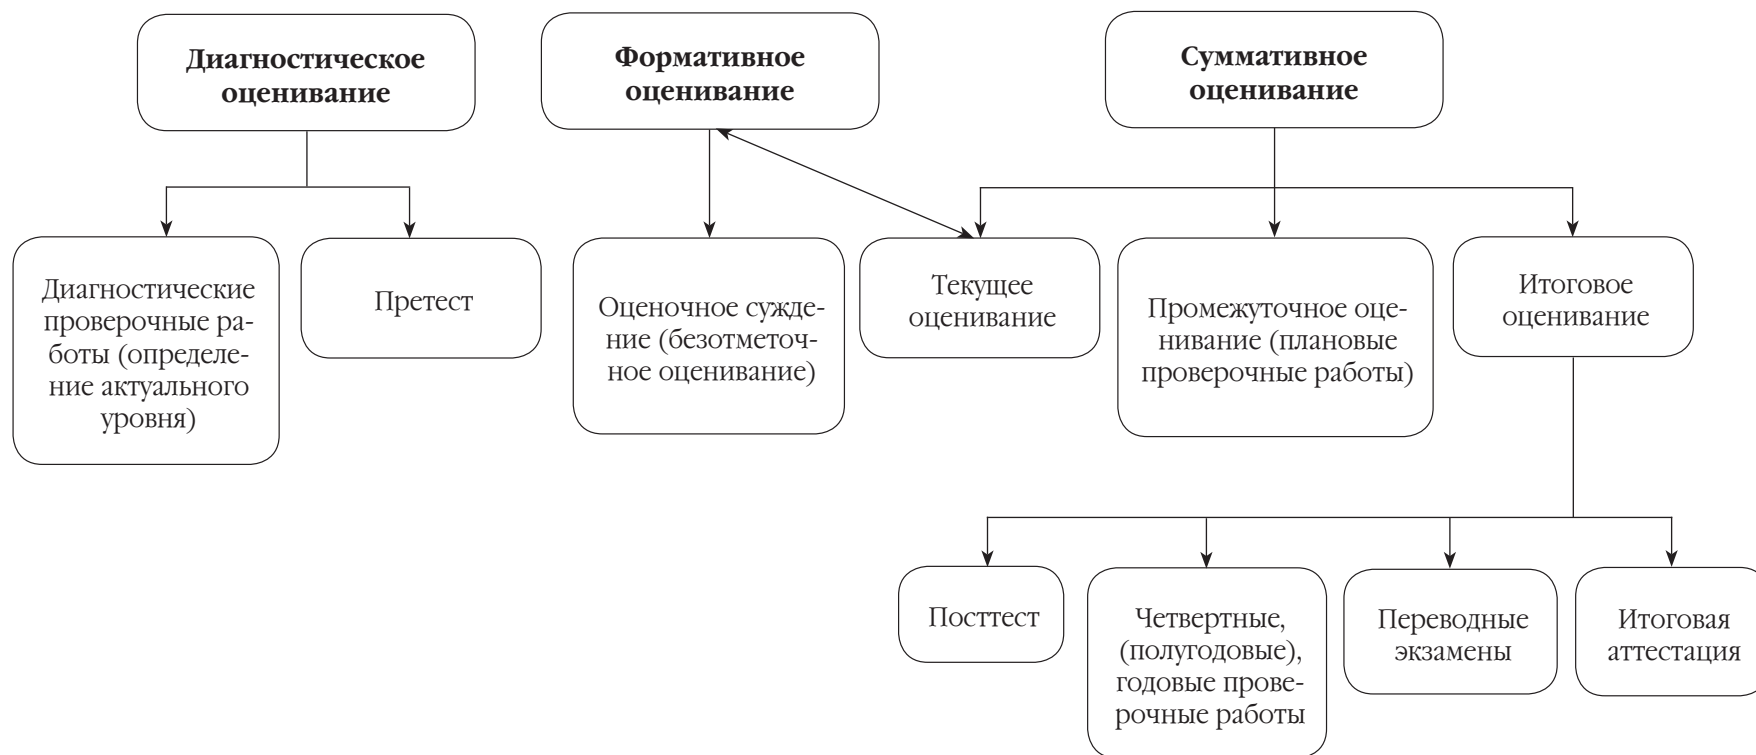 Диагностическое
оценивание
Формативное
оценивание
Суммативное
оценивание
Диагностические
проверочные ра-
боты (определе-
ние актуального
уровня)
Претест
Оценочное сужде-
ние (безотметоч-
ное оценивание)
Текущее
оценивание
Промежуточное оце-
нивание (плановые
проверочные работы)
Итоговое
оценивание
Посттест
Четвертные,
(полугодовые),
годовые прове-
рочные работы
Переводные
экзамены
Итоговая
аттестация